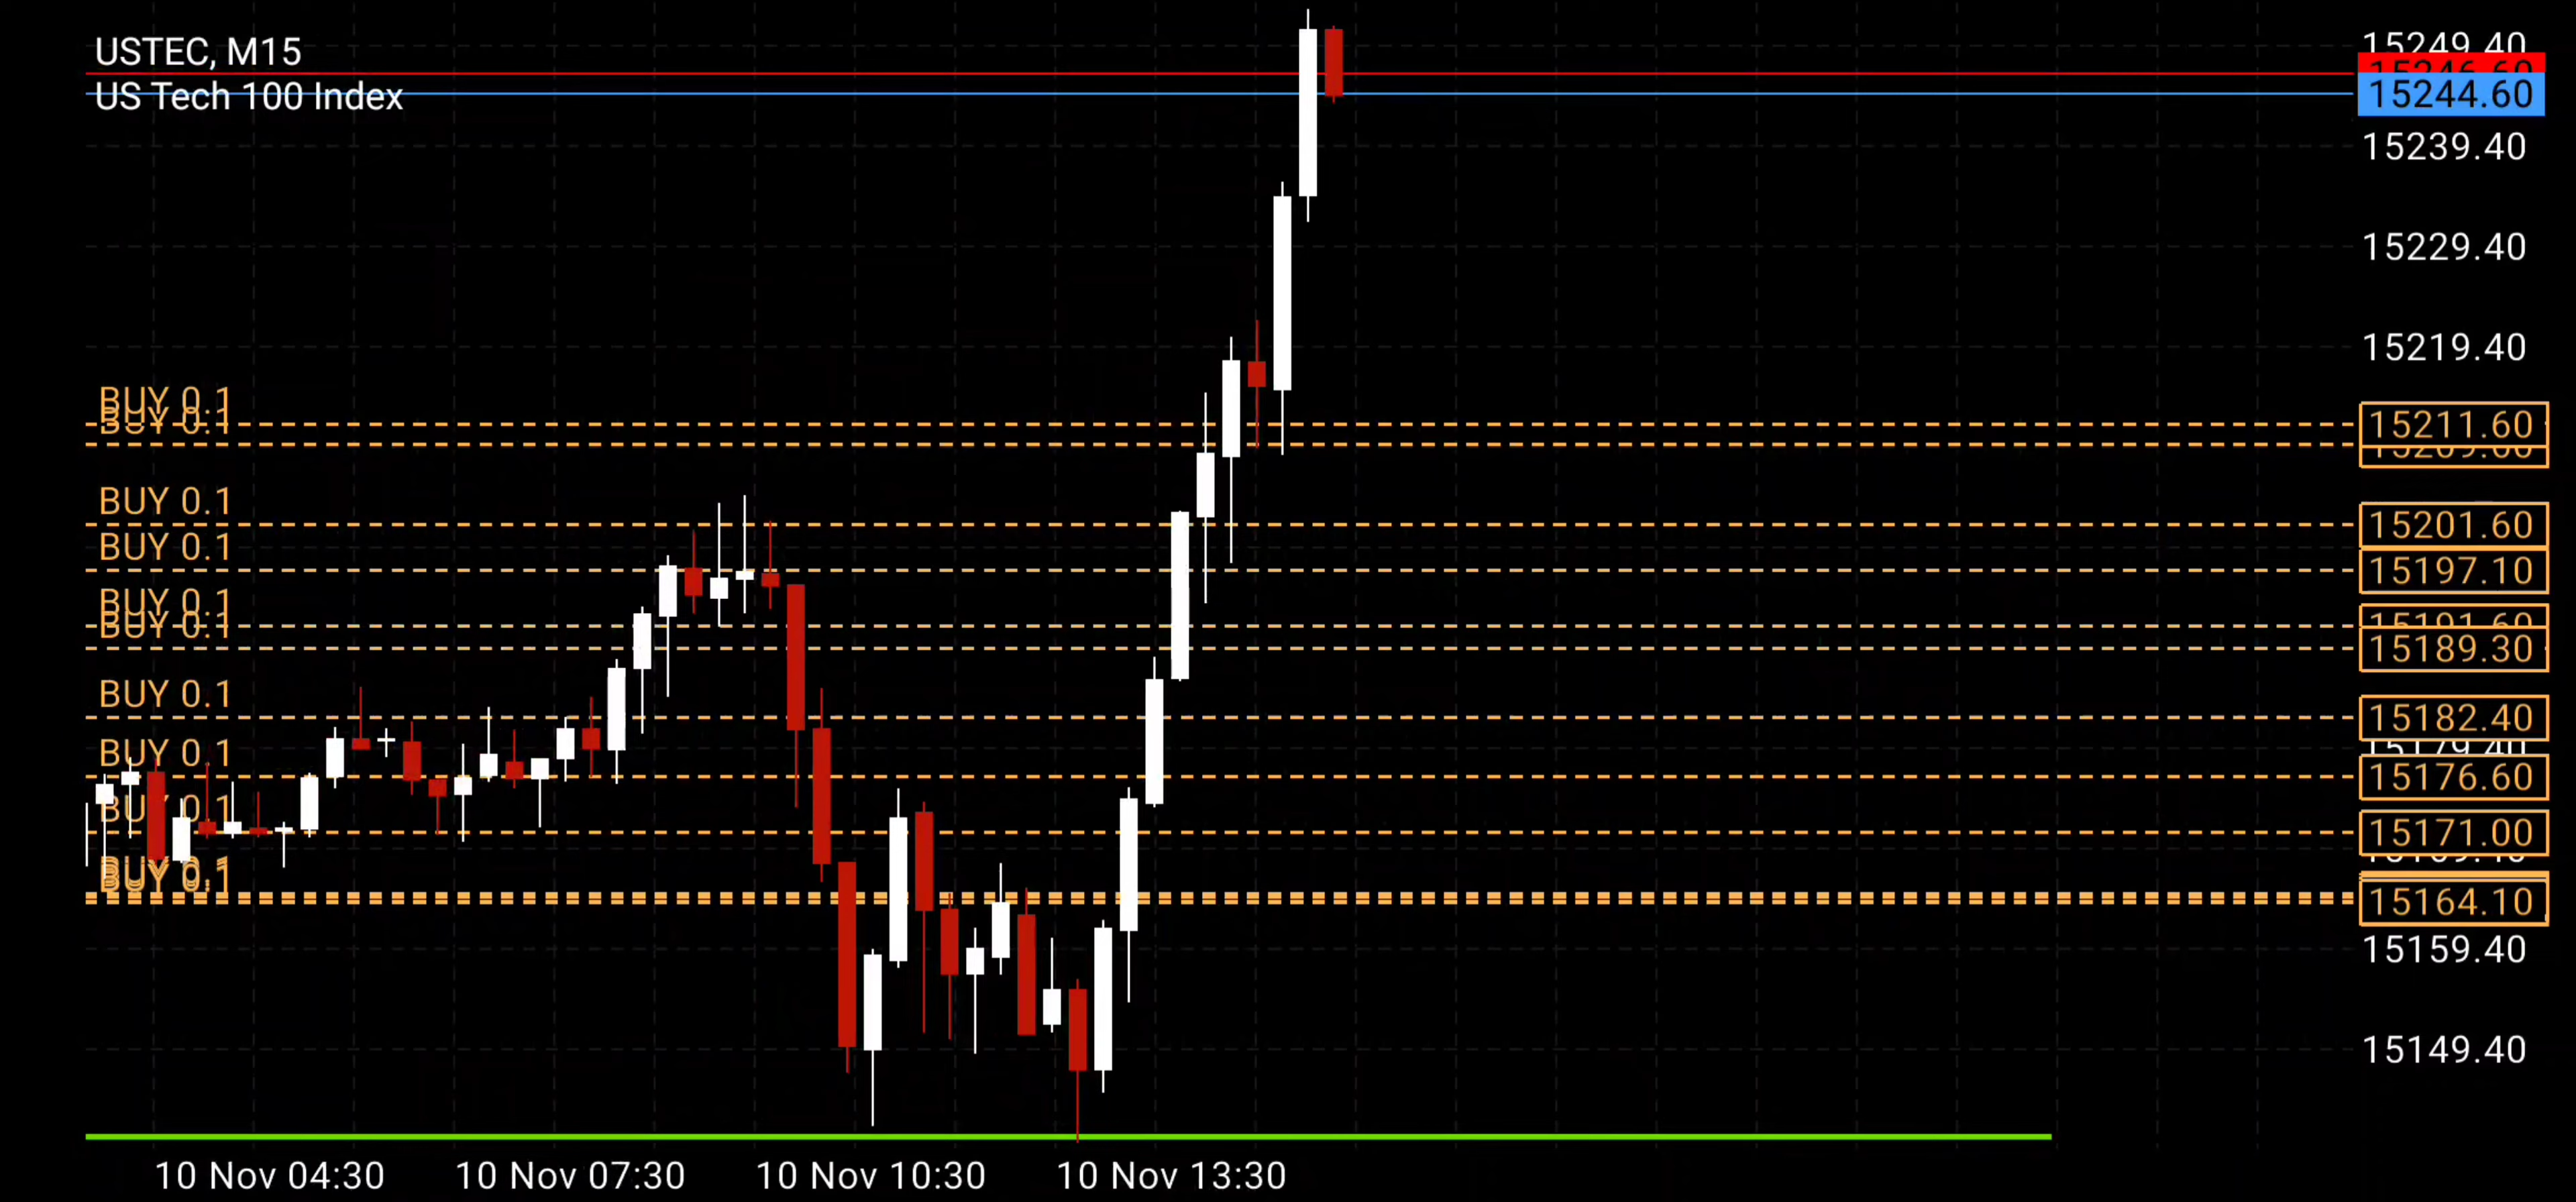 USTEC, M15
US Tech 100 Index
15249.40
15246.60
15244.60
15239.40
15229.40
15219.40
BUY 0.1
15211.60
BUY 0.1
BUY 0.1
15201.60
BUY 0.1
15197.10
BUY 0.1
15191.60
BUY 0.1
15189.30
BUY 0.1
15182.40
15179.40
BUY 0.1
15176.60
BUY 0.1
15171.00
BUY 0.1
15164.10
15159.40
15149.40
10 Nov 04:30
10 Nov 07:30
10 Nov 10:30
10 Nov 13:30